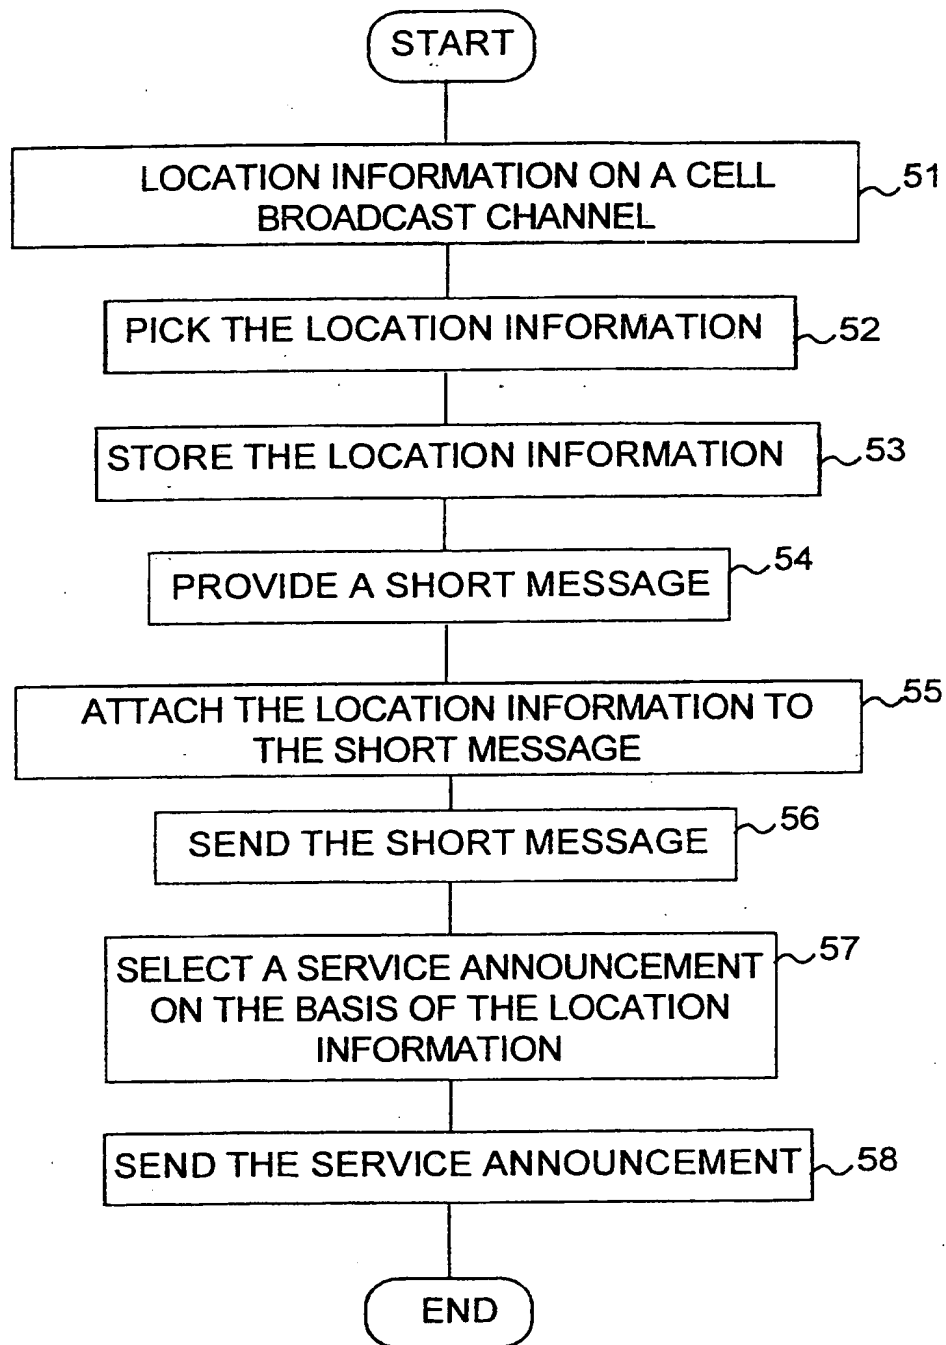 START
LOCATION INFORMATION ON A CELL
BROADCAST CHANNEL
51
PICK THE LOCATION INFORMATION
52
STORE THE LOCATION INFORMATION
53
PROVIDE A SHORT MESSAGE
54
ATTACH THE LOCATION INFORMATION TO
THE SHORT MESSAGE
55
SEND THE SHORT MESSAGE
56
SELECT A SERVICE ANNOUNCEMENT
ON THE BASIS OF THE LOCATION
INFORMATION
57
SEND THE SERVICE ANNOUNCEMENT
58
END